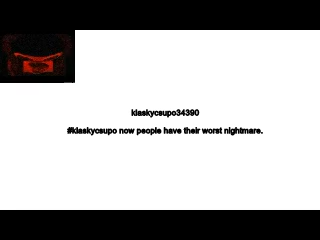 klaskycsupo34390
#klaskycsupo now people have their worst nightmare.